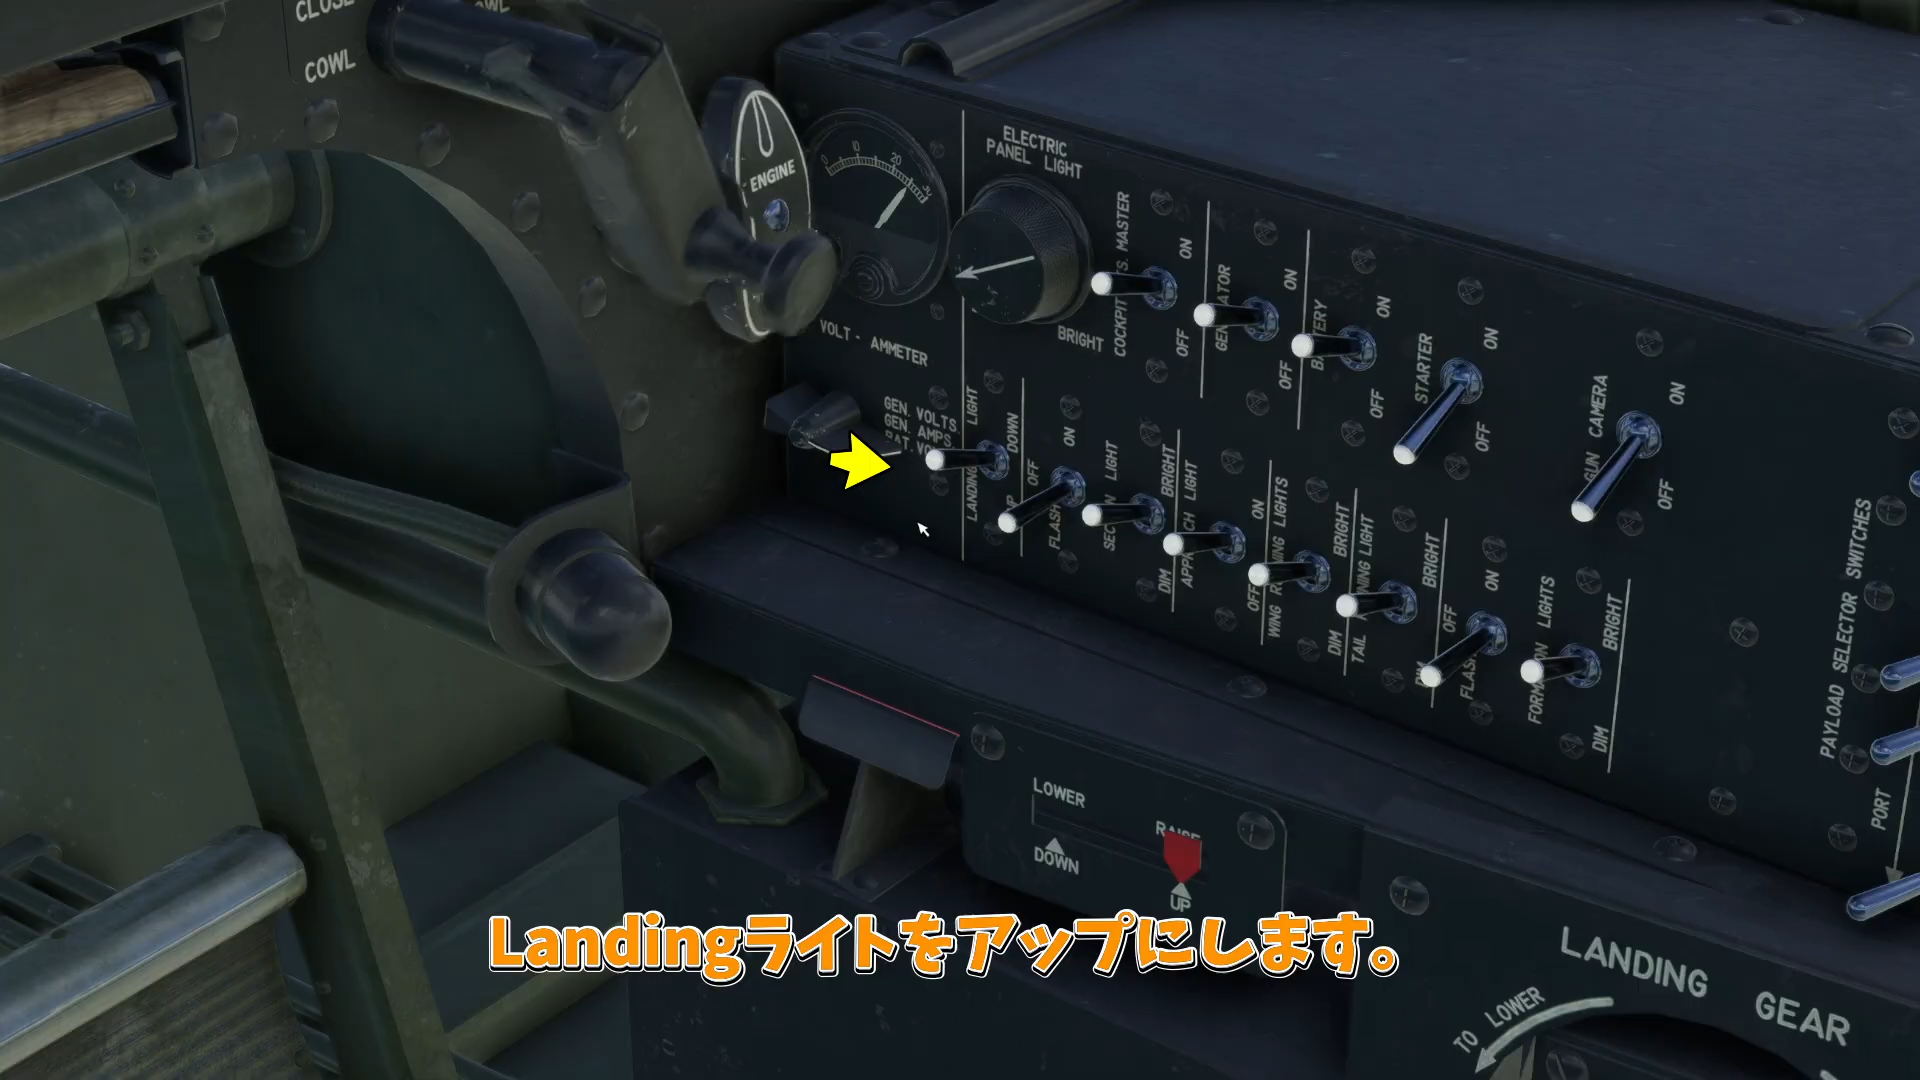 CLOSE
COWL
ENGINE
0 10 20
VOLT - AMMETER
GEN. VOLTS.
GEN. AMPS
ELECTRIC
PANEL LIGHT
BRIGHT
ON
OFF
ON
OFF
ON
OFF
STARTER
ON
OFF
GUN CAMERA
ON
OFF
LANDING LIGHT
DOWN
ON
OFF
LIGHT
BRIGHT
DIM
LIGHT
ON
OFF
LIGHTS
BRIGHT
DIM
TAIL
LIGHT
BRIGHT
ON
OFF
LIGHTS
BRIGHT
DIM
PAYLOAD SELECTOR SWITCHES
PORT
LOWER
DOWN
UP
Landingライトをアップにします。
LANDING GEAR
TO LOWER